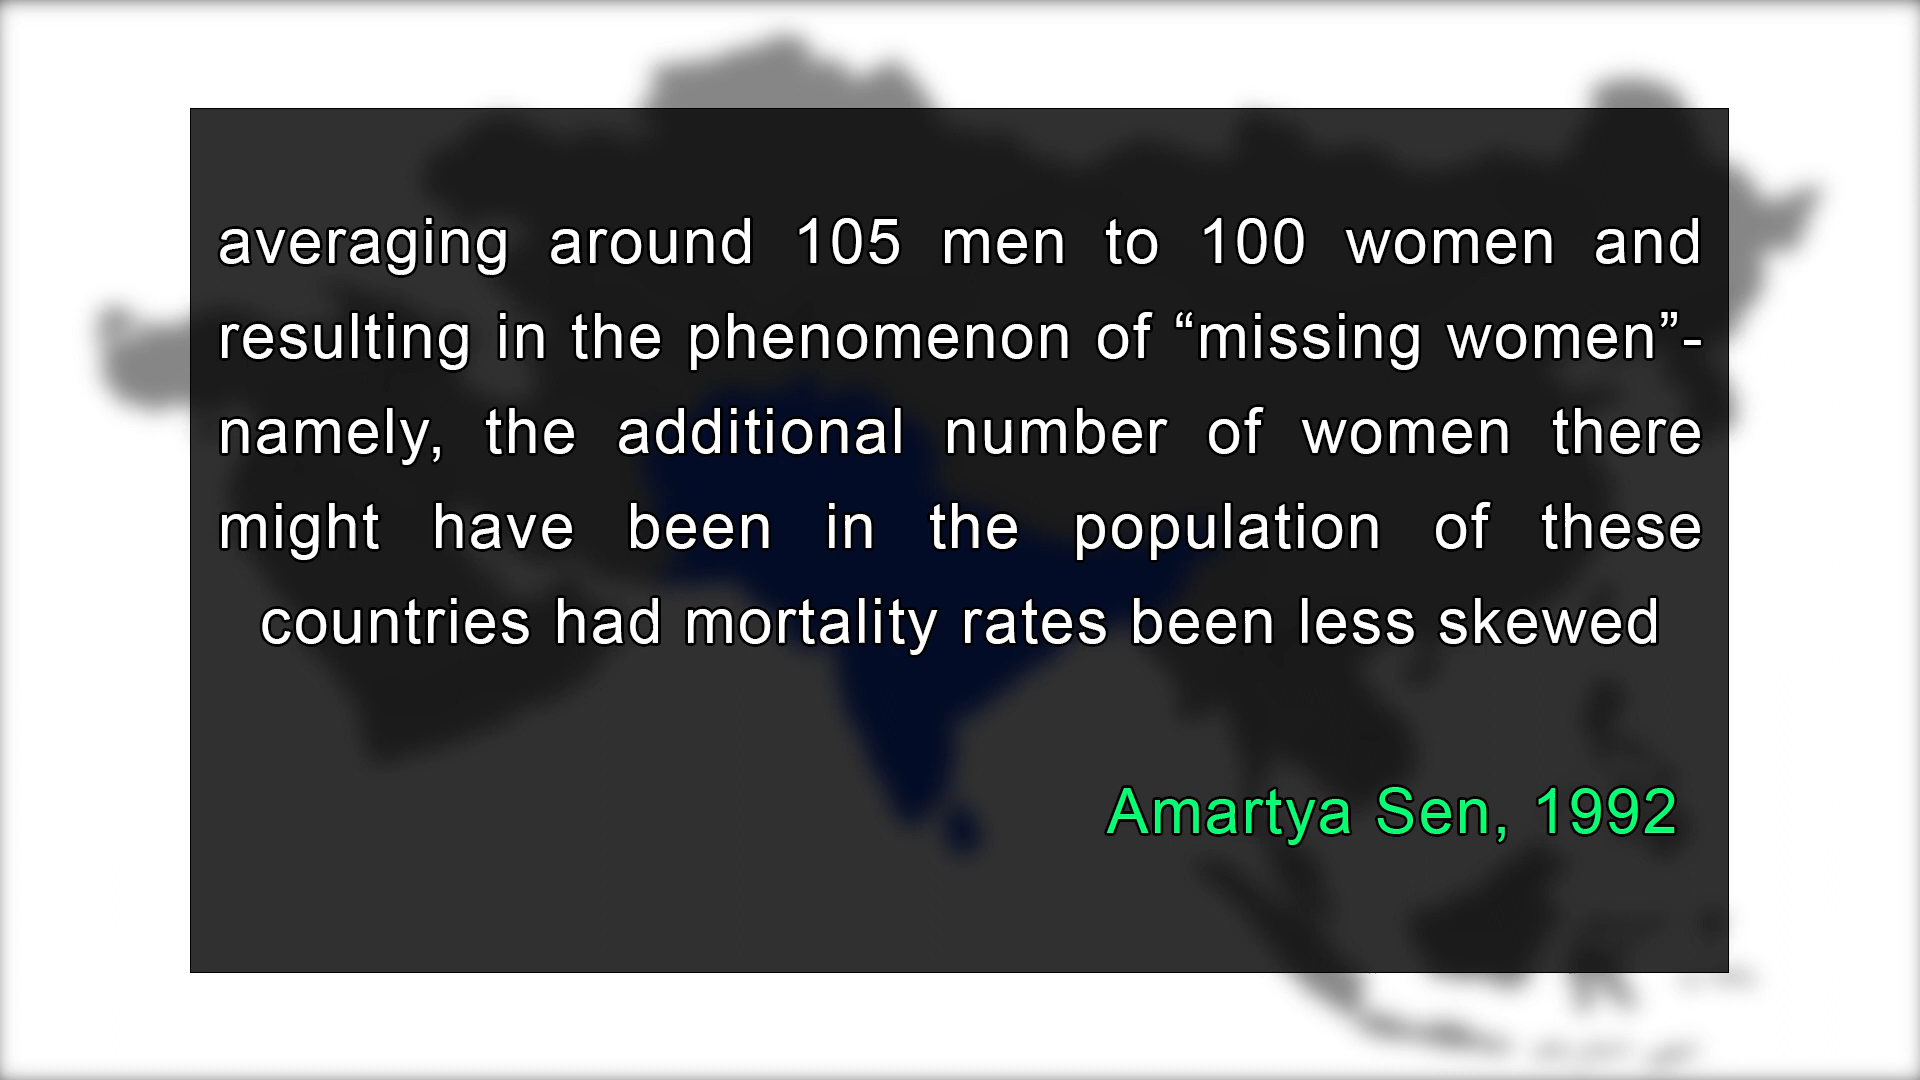 averaging around 105 men to 100 women and
resulting in the phenomenon of “missing women”-
namely, the additional number of women there
might have been in the population of these
countries had mortality rates been less skewed
Amartya Sen, 1992